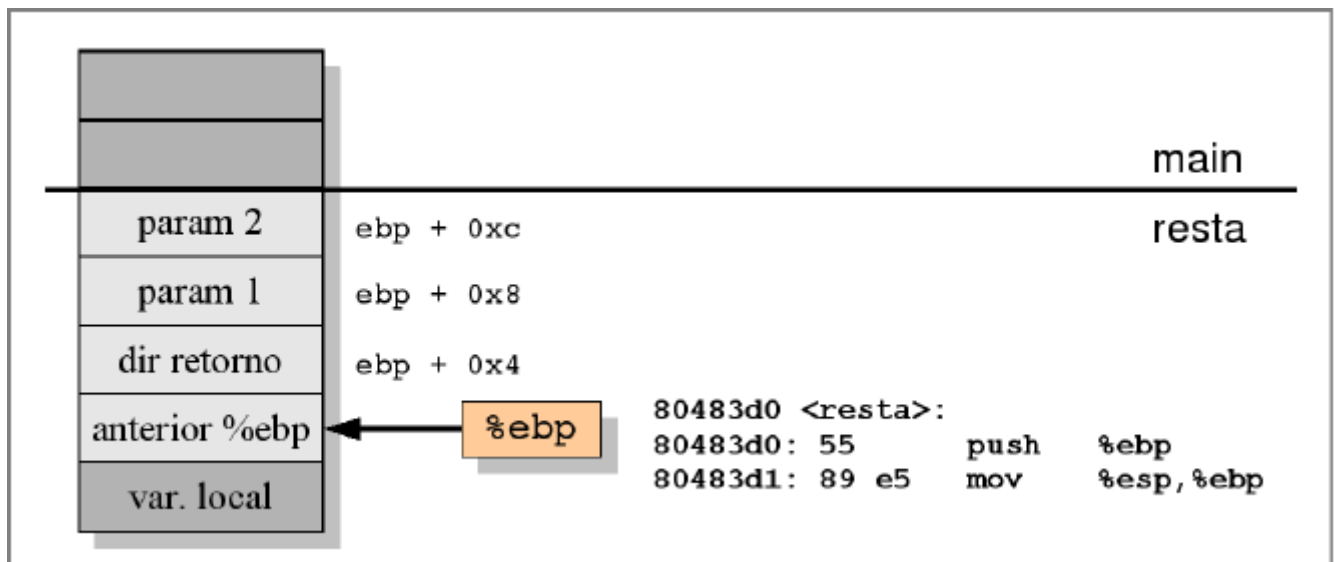 main
param 2 ebp + 0xc resta
param 1 ebp + 0x8
dir retorno ebp + 0x4
anterior %ebp %ebp 80483d0 <resta>:
80483d0: 55 push %ebp
80483d1: 89 e5 mov %esp,%ebp
var. local